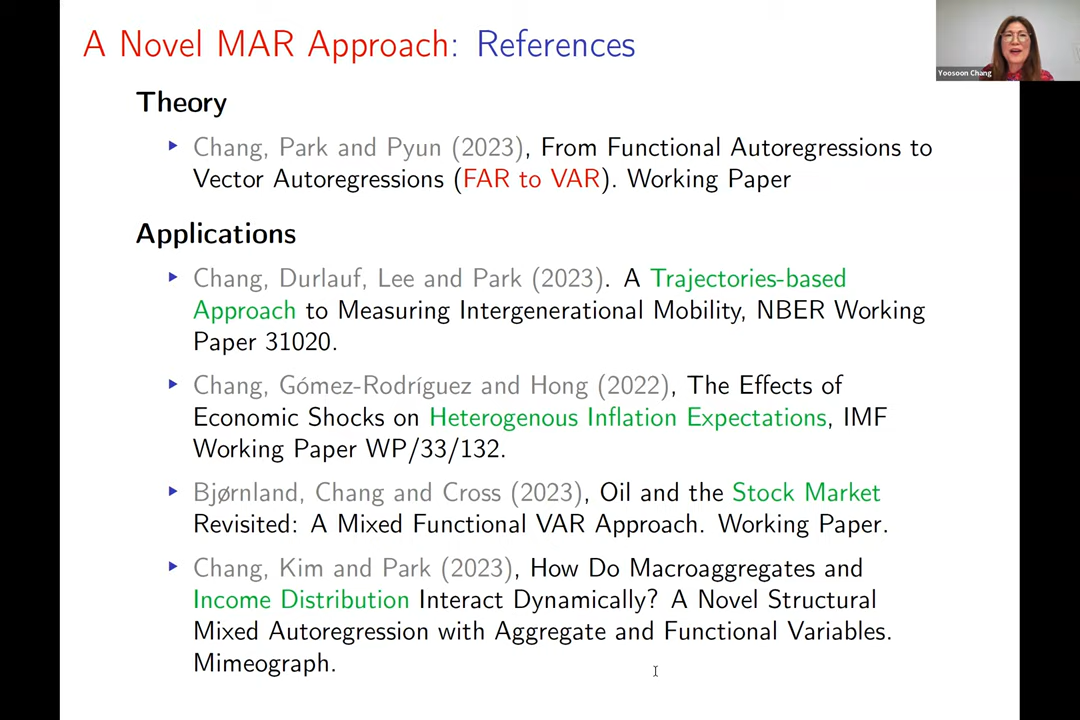 A Novel MAR Approach: References
Yoosoon Chang
Theory
Chang, Park and Pyun (2023), From Functional Autoregressions to
Vector Autoregressions (FAR to VAR). Working Paper
Applications
Chang, Durlauf, Lee and Park (2023). A Trajectories-based
Approach to Measuring Intergenerational Mobility, NBER Working
Paper 31020.
Chang, Gómez-Rodríguez and Hong (2022), The Effects of
Economic Shocks on Heterogenous Inflation Expectations, IMF
Working Paper WP/33/132.
Bjørnland, Chang and Cross (2023), Oil and the Stock Market
Revisited: A Mixed Functional VAR Approach. Working Paper.
Chang, Kim and Park (2023), How Do Macroaggregates and
Income Distribution Interact Dynamically? A Novel Structural
Mixed Autoregression with Aggregate and Functional Variables.
Mimeograph.